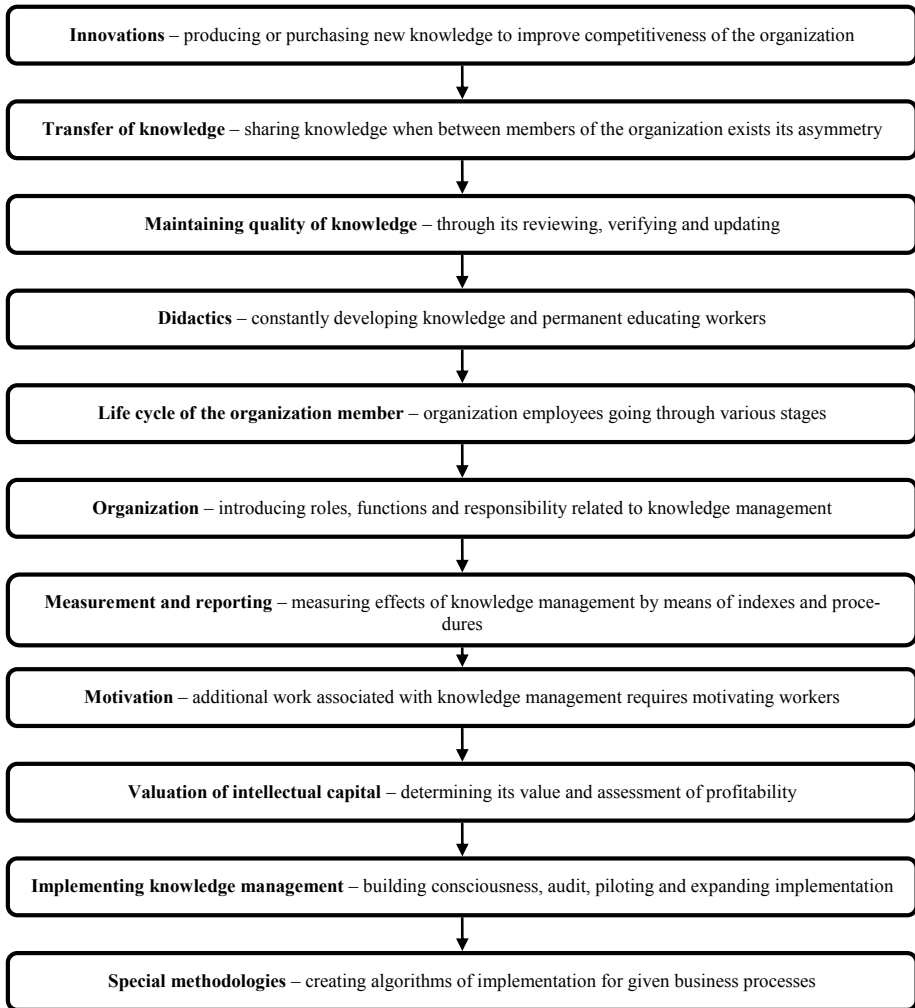 Innovations – producing or purchasing new knowledge to improve competitiveness of the organization
Transfer of knowledge – sharing knowledge when between members of the organization exists its asymmetry
Maintaining quality of knowledge – through its reviewing, verifying and updating
Didactics – constantly developing knowledge and permanent educating workers
Life cycle of the organization member – organization employees going through various stages
Organization – introducing roles, functions and responsibility related to knowledge management
Measurement and reporting – measuring effects of knowledge management by means of indexes and proce-
dures
Motivation – additional work associated with knowledge management requires motivating workers
Valuation of intellectual capital – determining its value and assessment of profitability
Implementing knowledge management – building consciousness, audit, piloting and expanding implementation
Special methodologies – creating algorithms of implementation for given business processes